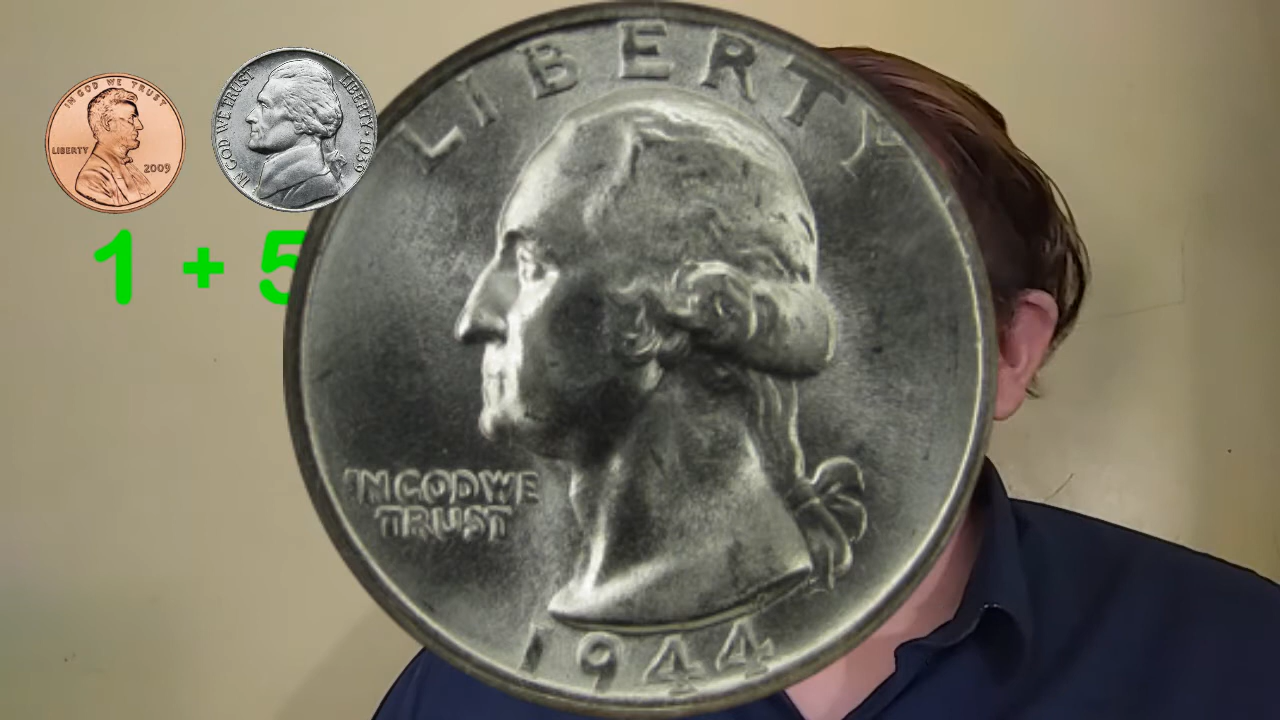 IN GOD WE TRUST
LIBERTY
2009
IN GOD WE TRUST
LIBERTY · 1939
1 + 5
LIBERTY
IN GOD WE
TRUST
1944